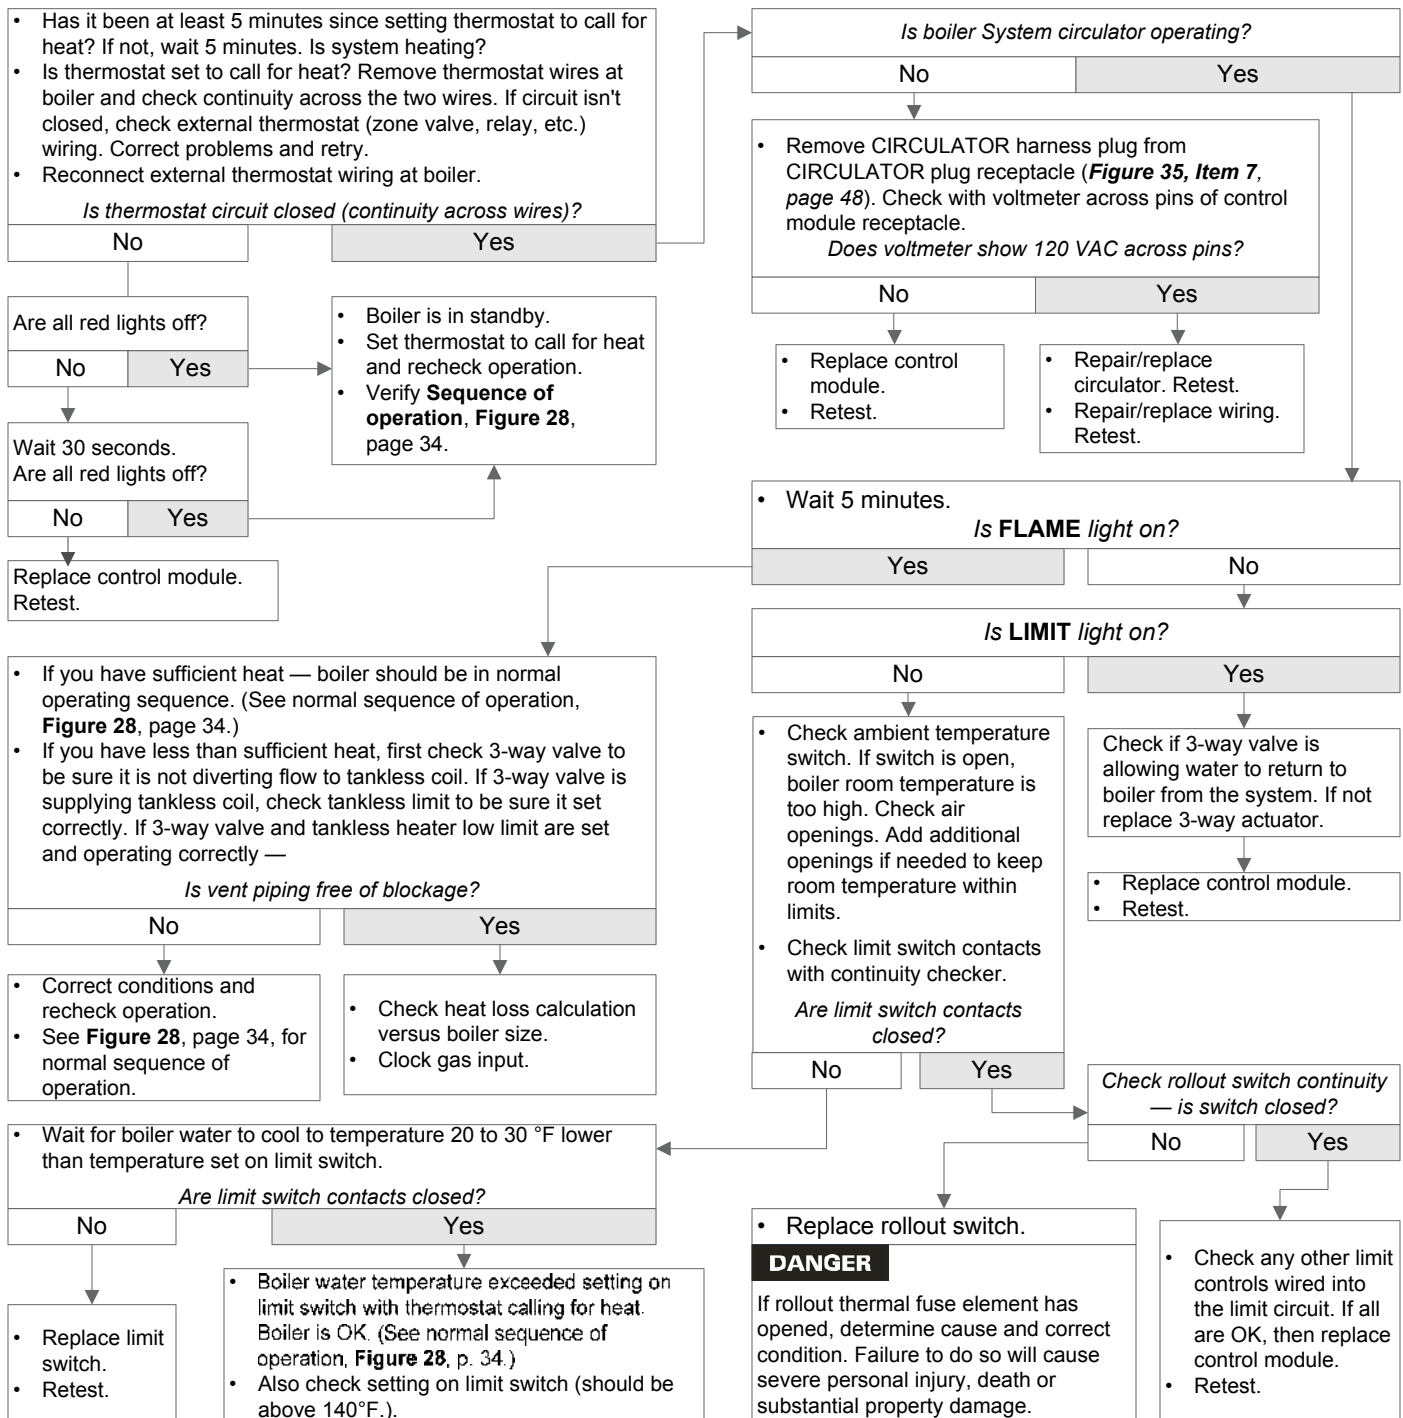 • Has it been at least 5 minutes since setting thermostat to call for
heat? If not, wait 5 minutes. Is system heating?
• Is thermostat set to call for heat? Remove thermostat wires at
boiler and check continuity across the two wires. If circuit isn't
closed, check external thermostat (zone valve, relay, etc.)
wiring. Correct problems and retry.
• Reconnect external thermostat wiring at boiler.
Is thermostat circuit closed (continuity across wires)?
No
Yes
Are all red lights off?
No
Yes
• Boiler is in standby.
• Set thermostat to call for heat
and recheck operation.
• Verify Sequence of
operation, Figure 28,
page 34.
Wait 30 seconds.
Are all red lights off?
No
Yes
Replace control module.
Retest.
Is boiler System circulator operating?
No
Yes
• Remove CIRCULATOR harness plug from
CIRCULATOR plug receptacle (Figure 35, Item 7,
page 48). Check with voltmeter across pins of control
module receptacle.
Does voltmeter show 120 VAC across pins?
No
Yes
• Replace control
module.
• Retest.
• Repair/replace
circulator. Retest.
• Repair/replace wiring.
Retest.
• Wait 5 minutes.
Is FLAME light on?
Yes
No
Is LIMIT light on?
No
Yes
• If you have sufficient heat — boiler should be in normal
operating sequence. (See normal sequence of operation,
Figure 28, page 34.)
• If you have less than sufficient heat, first check 3-way valve to
be sure it is not diverting flow to tankless coil. If 3-way valve is
supplying tankless coil, check tankless limit to be sure it set
correctly. If 3-way valve and tankless heater low limit are set
and operating correctly —
Is vent piping free of blockage?
No
Yes
• Correct conditions and
recheck operation.
• See Figure 28, page 34, for
normal sequence of
operation.
• Check heat loss calculation
versus boiler size.
• Clock gas input.
• Check ambient temperature
switch. If switch is open,
boiler room temperature is
too high. Check air
openings. Add additional
openings if needed to keep
room temperature within
limits.
• Check limit switch contacts
with continuity checker.
Are limit switch contacts
closed?
No
Yes
Check if 3-way valve is
allowing water to return to
boiler from the system. If not
replace 3-way actuator.
• Replace control module.
• Retest.
Check rollout switch continuity
— is switch closed?
No
Yes
• Wait for boiler water to cool to temperature 20 to 30 °F lower
than temperature set on limit switch.
Are limit switch contacts closed?
No
Yes
• Replace limit
switch.
• Retest.
• Boiler water temperature exceeded setting on
limit switch with thermostat calling for heat.
Boiler is OK. (See normal sequence of
operation, Figure 28, p. 34.)
• Also check setting on limit switch (should be
above 140°F.).
• Replace rollout switch.
DANGER
If rollout thermal fuse element has
opened, determine cause and correct
condition. Failure to do so will cause
severe personal injury, death or
substantial property damage.
• Check any other limit
controls wired into
the limit circuit. If all
are OK, then replace
control module.
• Retest.